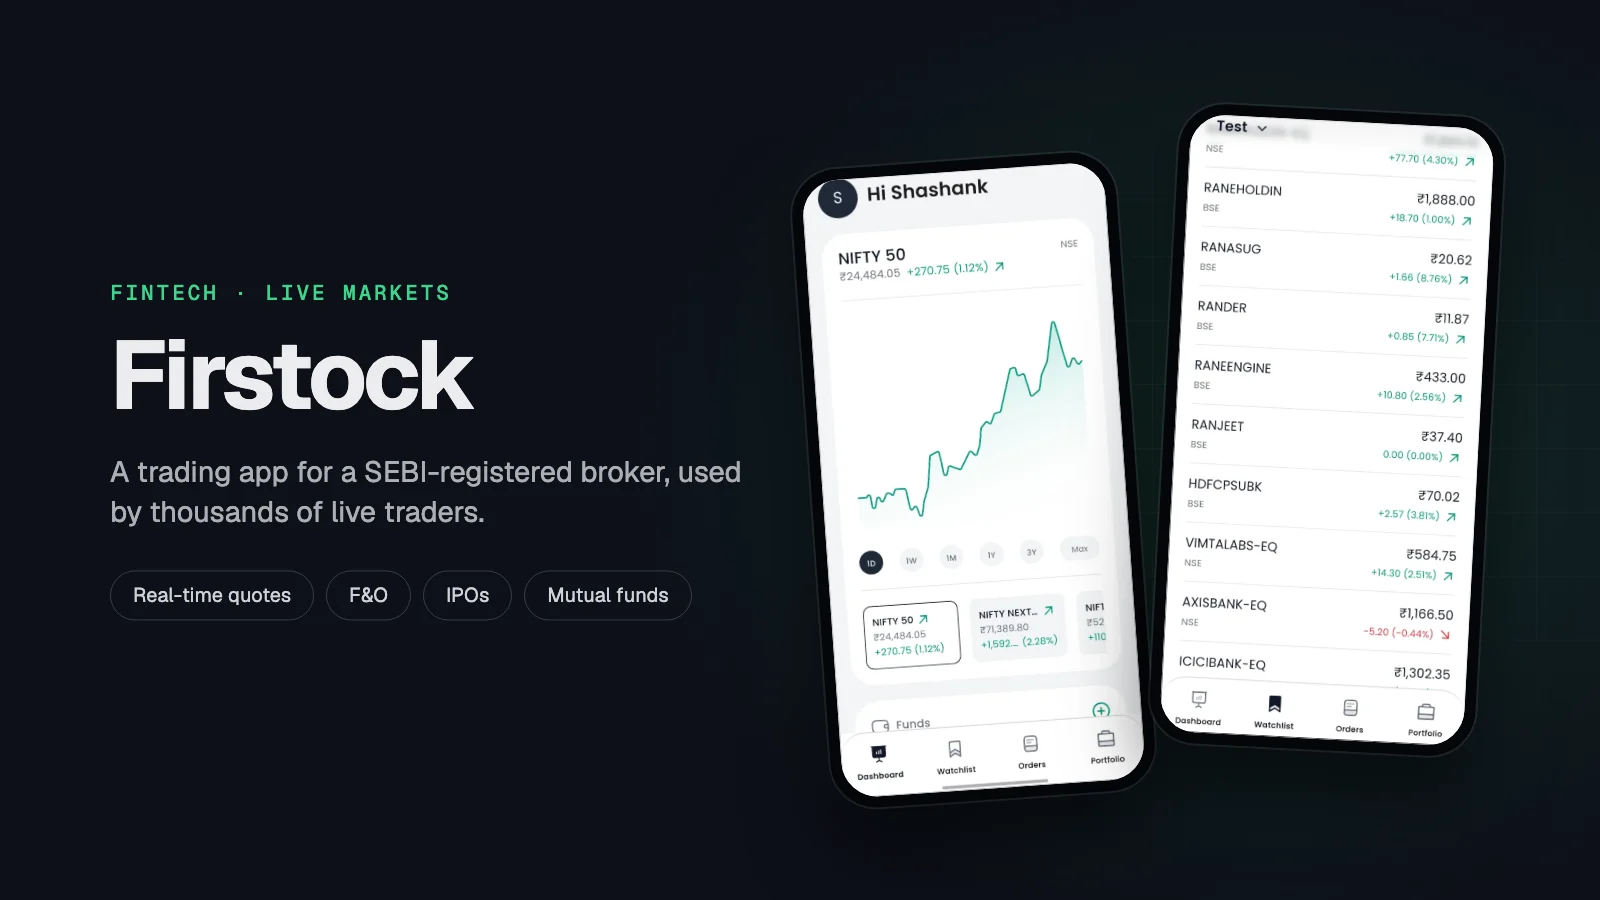 FINTECH · LIVE MARKETS
Firstock
A trading app for a SEBI-registered broker, used
by thousands of live traders.
Real-time quotes
F&O
IPOs
Mutual funds
S
Hi Shashank
NIFTY 50
NSE
₹24,484.05 +270.75 (1.12%)
1D
1W
1M
1Y
3Y
Max
NIFTY 50
₹24,484.05
+270.75 (1.12%)
NIFTY NEXT...
₹71,389.80
+1,592.... (2.28%)
NIFT
₹52
+110
Funds
Dashboard
Watchlist
Orders
Portfolio
Test
NSE
+77.70 (4.30%)
RANEHOLDIN
₹1,888.00
BSE
+18.70 (1.00%)
RANASUG
₹20.62
BSE
+1.66 (8.76%)
RANDER
₹11.87
BSE
+0.85 (7.71%)
RANEENGINE
₹433.00
BSE
+10.80 (2.56%)
RANJEET
₹37.40
BSE
0.00 (0.00%)
HDFCPSUBK
₹70.02
BSE
+2.57 (3.81%)
VIMTALABS-EQ
₹584.75
NSE
+14.30 (2.51%)
AXISBANK-EQ
₹1,166.50
NSE
-5.20 (-0.44%)
ICICIBANK-EQ
₹1,302.35
Dashboard
Watchlist
Orders
Portfolio